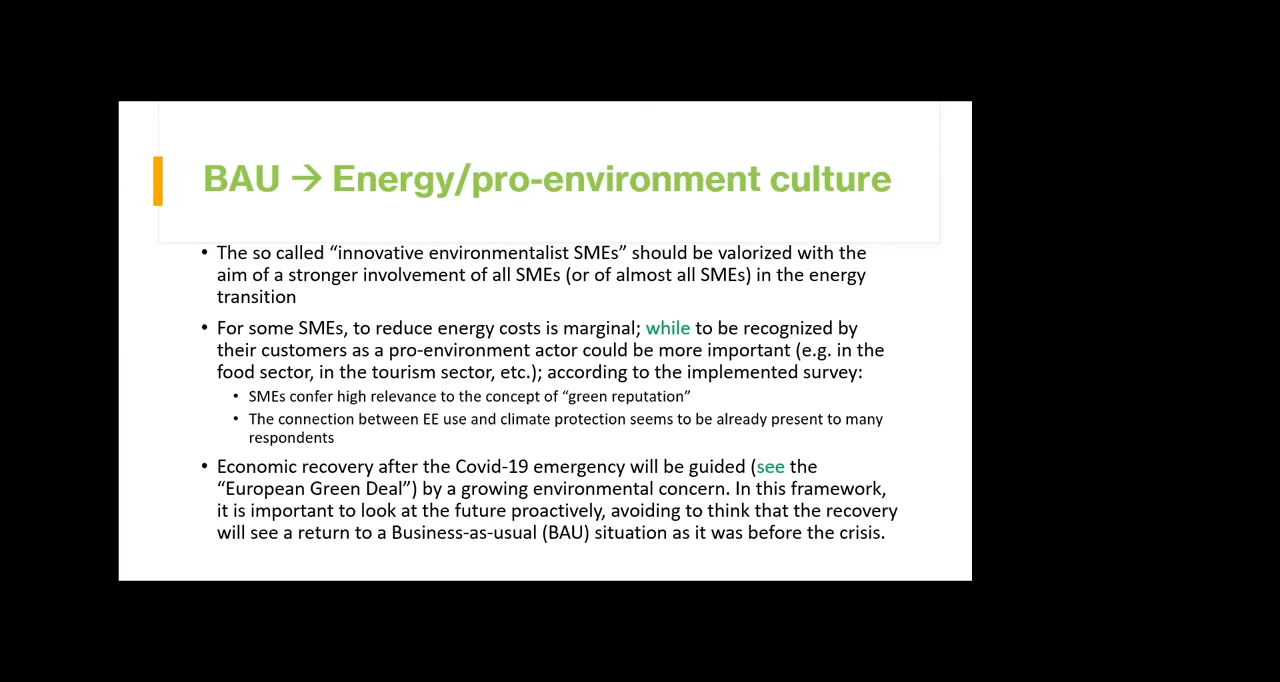 BAU → Energy/pro-environment culture
• The so called “innovative environmentalist SMEs” should be valorized with the
aim of a stronger involvement of all SMEs (or of almost all SMEs) in the energy
transition
• For some SMEs, to reduce energy costs is marginal; while to be recognized by
their customers as a pro-environment actor could be more important (e.g. in the
food sector, in the tourism sector, etc.); according to the implemented survey:
• SMEs confer high relevance to the concept of “green reputation”
• The connection between EE use and climate protection seems to be already present to many
respondents
• Economic recovery after the Covid-19 emergency will be guided (see the
“European Green Deal”) by a growing environmental concern. In this framework,
it is important to look at the future proactively, avoiding to think that the recovery
will see a return to a Business-as-usual (BAU) situation as it was before the crisis.